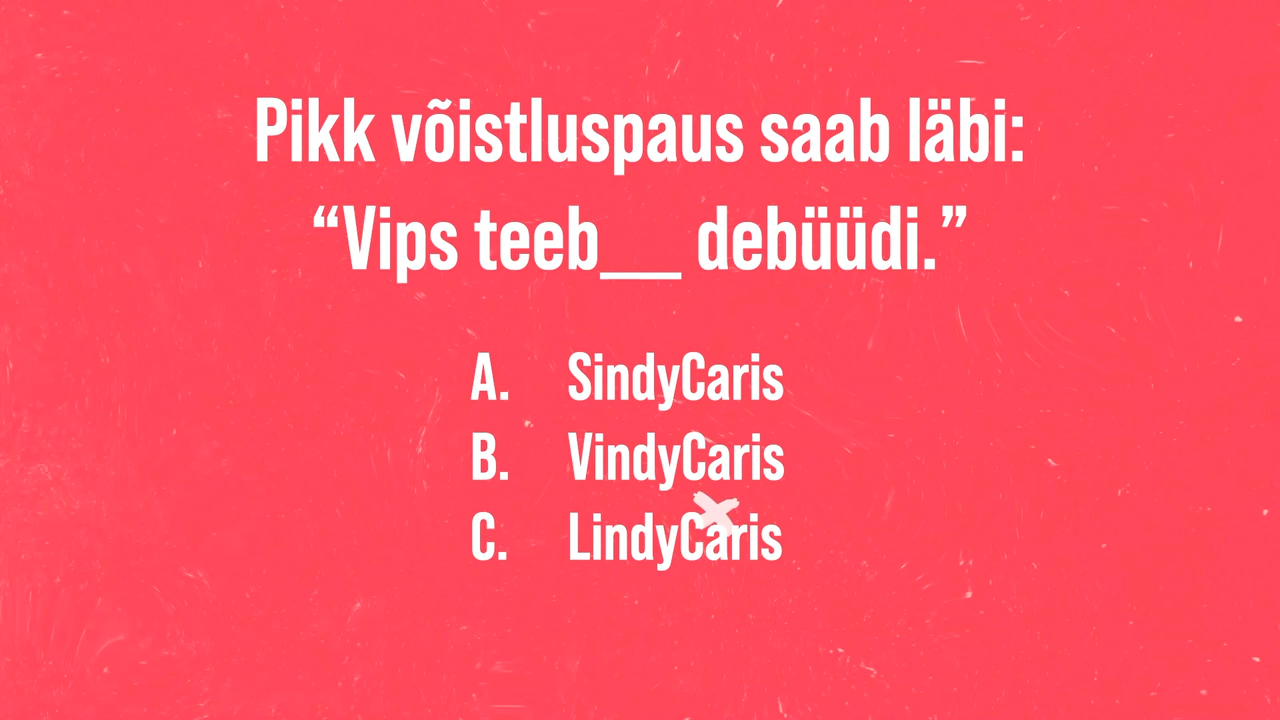 Pikk võistluspaus saab läbi:
“Vips teeb__ debüüdi.”
A. SindyCaris
B. VindyCaris
C. LindyCaris